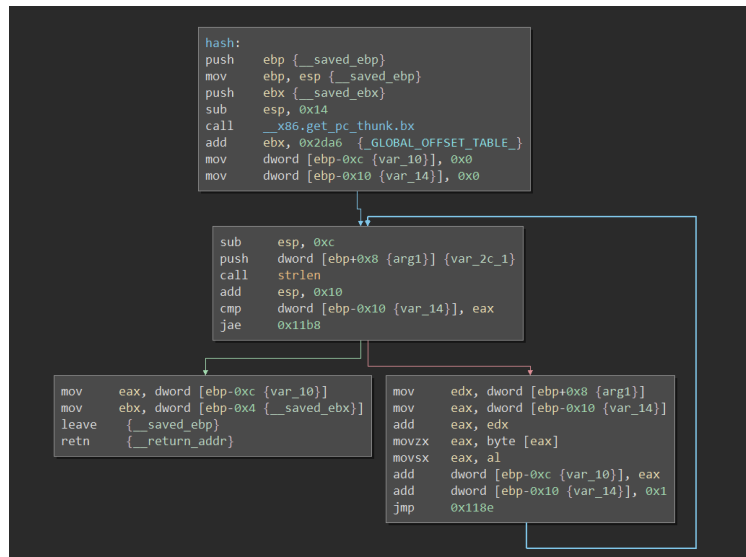 hash:
push ebp {__saved_ebp}
mov ebp, esp {__saved_ebp}
push ebx {__saved_ebx}
sub esp, 0x14
call __x86.get_pc_thunk.bx
add ebx, 0x2da6 {_GLOBAL_OFFSET_TABLE_}
mov dword [ebp-0xc {var_10}], 0x0
mov dword [ebp-0x10 {var_14}], 0x0
sub esp, 0xc
push dword [ebp+0x8 {arg1}] {var_2c_1}
call strlen
add esp, 0x10
cmp dword [ebp-0x10 {var_14}], eax
jae 0x11b8
mov eax, dword [ebp-0xc {var_10}]
mov ebx, dword [ebp-0x4 {__saved_ebx}]
leave {__saved_ebp}
retn {__return_addr}
mov edx, dword [ebp+0x8 {arg1}]
mov eax, dword [ebp-0x10 {var_14}]
add eax, edx
movzx eax, byte [eax]
movsx eax, al
add dword [ebp-0xc {var_10}], eax
add dword [ebp-0x10 {var_14}], 0x1
jmp 0x118e